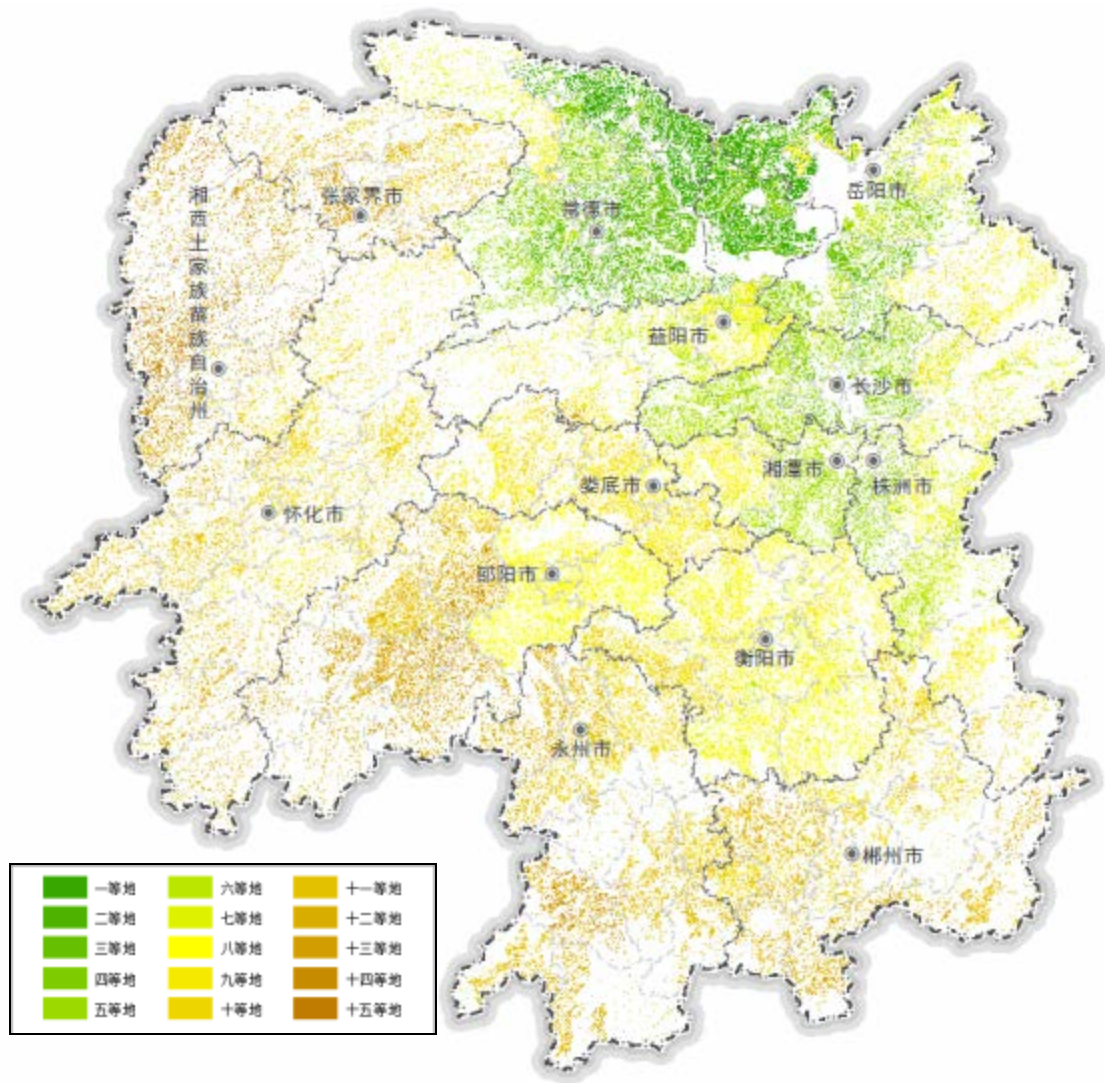 岳阳市
张家界市
常德市
湘西土家族苗族自治州
益阳市
长沙市
湘潭市
株洲市
娄底市
怀化市
邵阳市
衡阳市
永州市
郴州市
一等地
二等地
三等地
四等地
五等地
六等地
七等地
八等地
九等地
十等地
十一等地
十二等地
十三等地
十四等地
十五等地